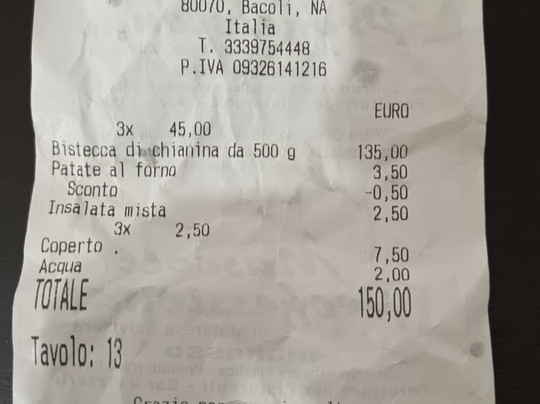 80070, Bacoli, NA
Italia
T. 3339754448
P.IVA 09326141216
EURO
3x 45,00
Bistecca di chianina da 500 g 135,00
Patate al forno 3,50
Sconto -0,50
Insalata mista 2,50
3x 2,50
Coperto 7,50
Acqua 2,00
TOTALE 150,00
Tavolo: 13